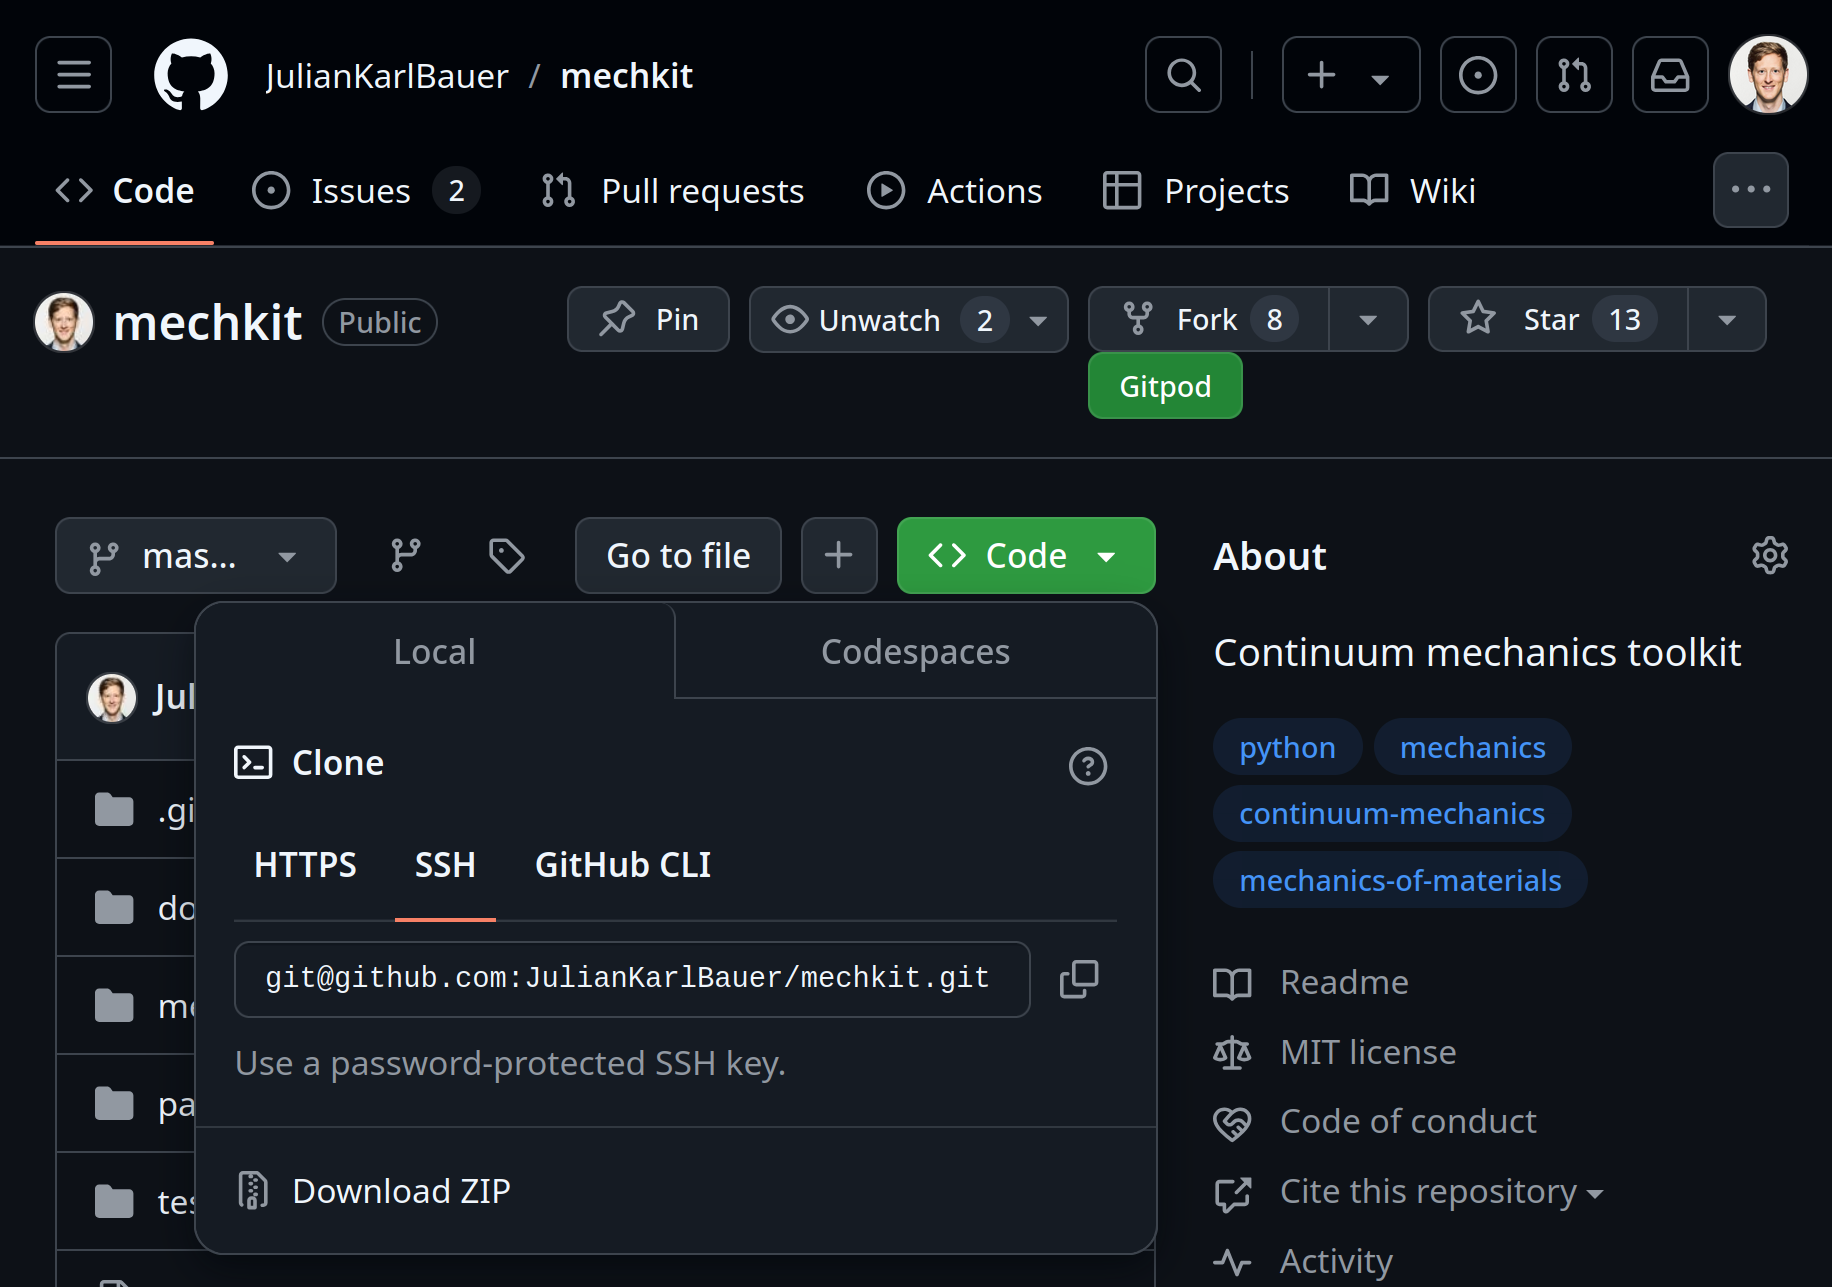 JulianKarlBauer / mechkit
Code Issues 2 Pull requests Actions Projects Wiki
mechkit Public Pin Unwatch 2 Fork 8 Star 13
Gitpod
mas... Go to file + Code
About
Local Codespaces
Continuum mechanics toolkit
Jul
python mechanics
Clone
continuum-mechanics
.gi
HTTPS SSH GitHub CLI
mechanics-of-materials
do
git@github.com:JulianKarlBauer/mechkit.git
Readme
me
Use a password-protected SSH key.
MIT license
pa
Code of conduct
Download ZIP
Cite this repository
tes
Activity